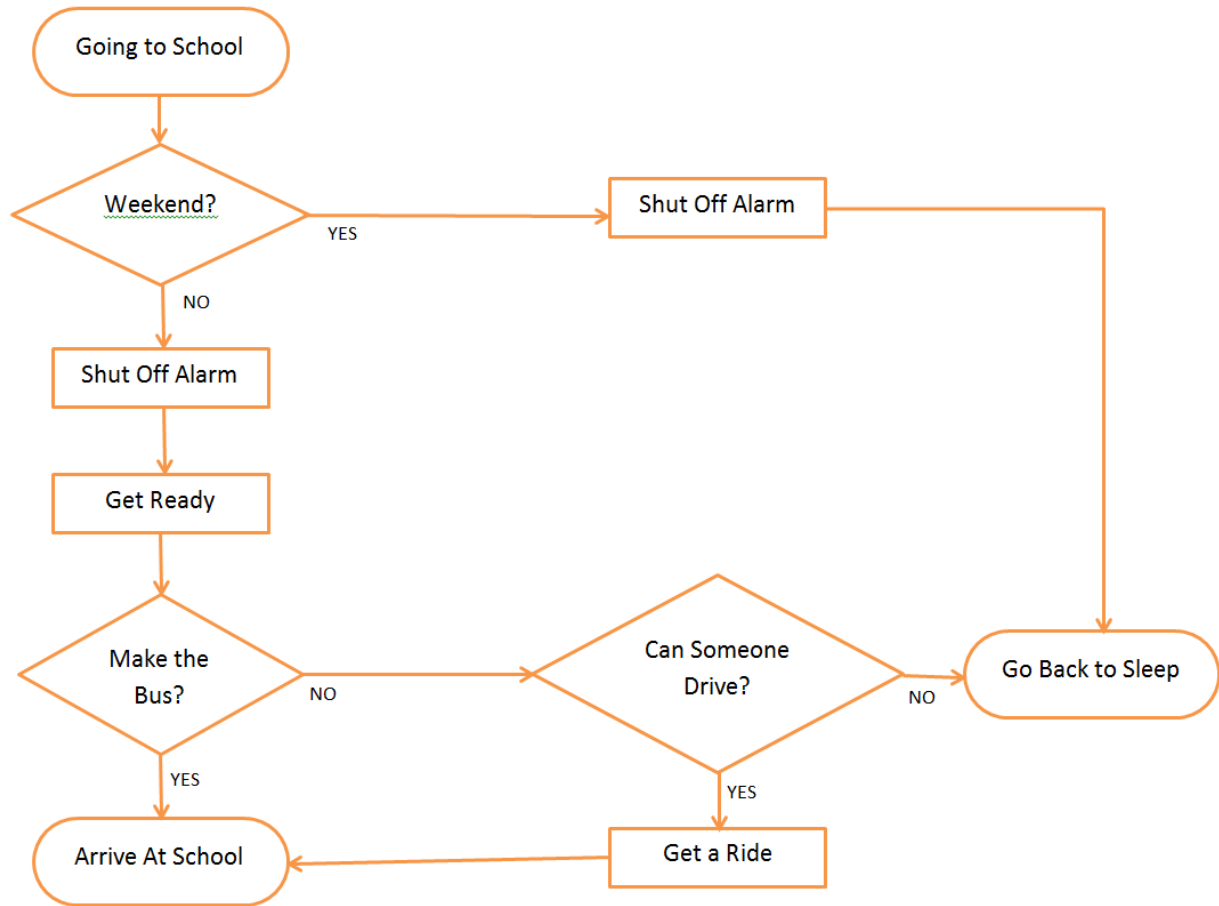 Going to School
Weekend?
YES
Shut Off Alarm
NO
Shut Off Alarm
Get Ready
Make the
Bus?
NO
Can Someone
Drive?
NO
Go Back to Sleep
YES
YES
Arrive At School
Get a Ride